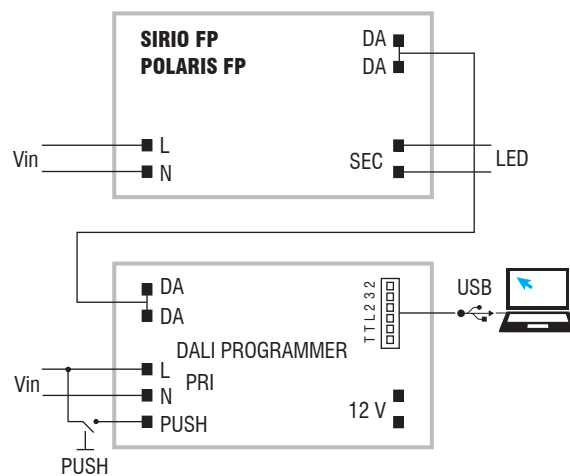 SIRIO FP
POLARIS FP
DA
DA
Vin
L
N
SEC
LED
DA
DA
TTL232
USB
DALI PROGRAMMER
Vin
L
PRI
N
12 V
PUSH
PUSH